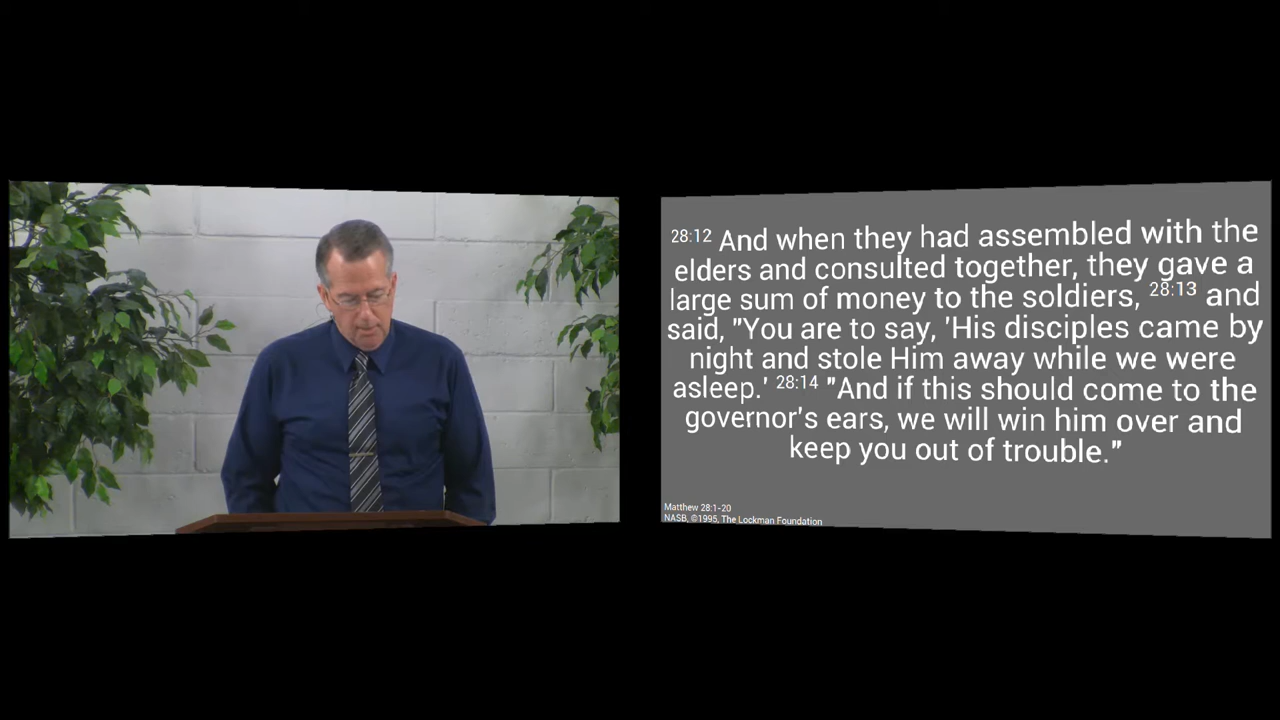 28:12 And when they had assembled with the
elders and consulted together, they gave a
large sum of money to the soldiers, 28:13 and
said, "You are to say, 'His disciples came by
night and stole Him away while we were
asleep.' 28:14 "And if this should come to the
governor's ears, we will win him over and
keep you out of trouble."
Matthew 28:1-20
NASB, ©1995, The Lockman Foundation